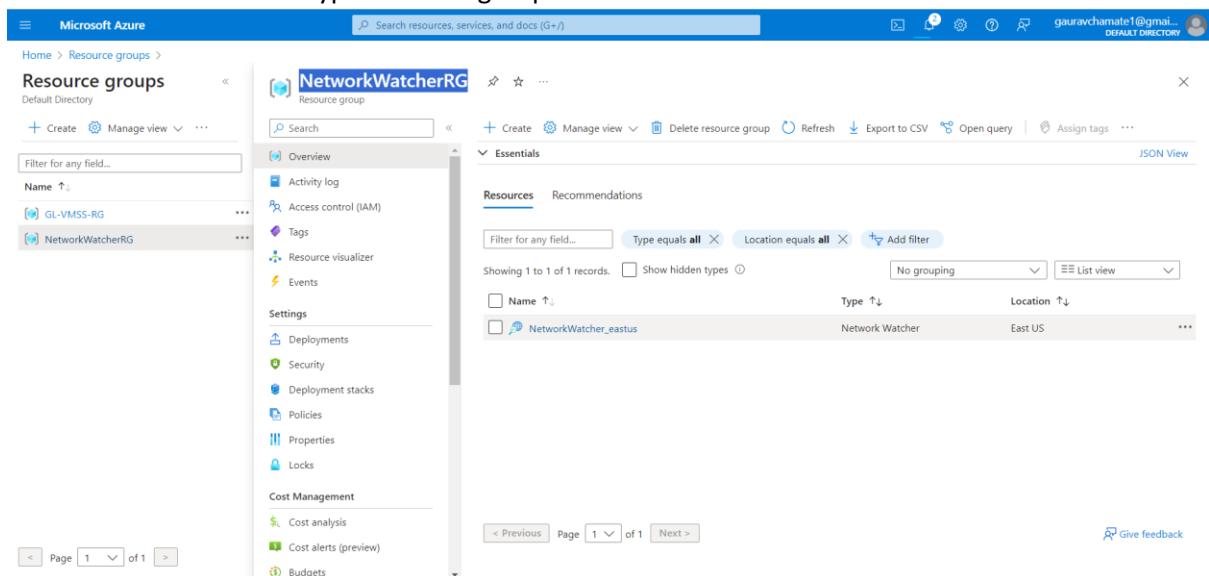 Microsoft Azure
Search resources, services, and docs (G+/)
2
gauravchamate1@gmai...
DEFAULT DIRECTORY
Home > Resource groups >
Resource groups
Default Directory
+ Create Manage view ...
Filter for any field...
Name
GL-VMSS-RG ...
NetworkWatcherRG ...
< Page 1 of 1 >
NetworkWatcherRG ...
Resource group
Search
Overview
Activity log
Access control (IAM)
Tags
Resource visualizer
Events
Settings
Deployments
Security
Deployment stacks
Policies
Properties
Locks
Cost Management
Cost analysis
Cost alerts (preview)
Budgets
+ Create Manage view Delete resource group Refresh Export to CSV Open query Assign tags ...
Essentials JSON View
Resources Recommendations
Filter for any field... Type equals all Location equals all Add filter
Showing 1 to 1 of 1 records. Show hidden types No grouping List view
Name Type Location
NetworkWatcher_eastus Network Watcher East US ...
< Previous Page 1 of 1 Next > Give feedback